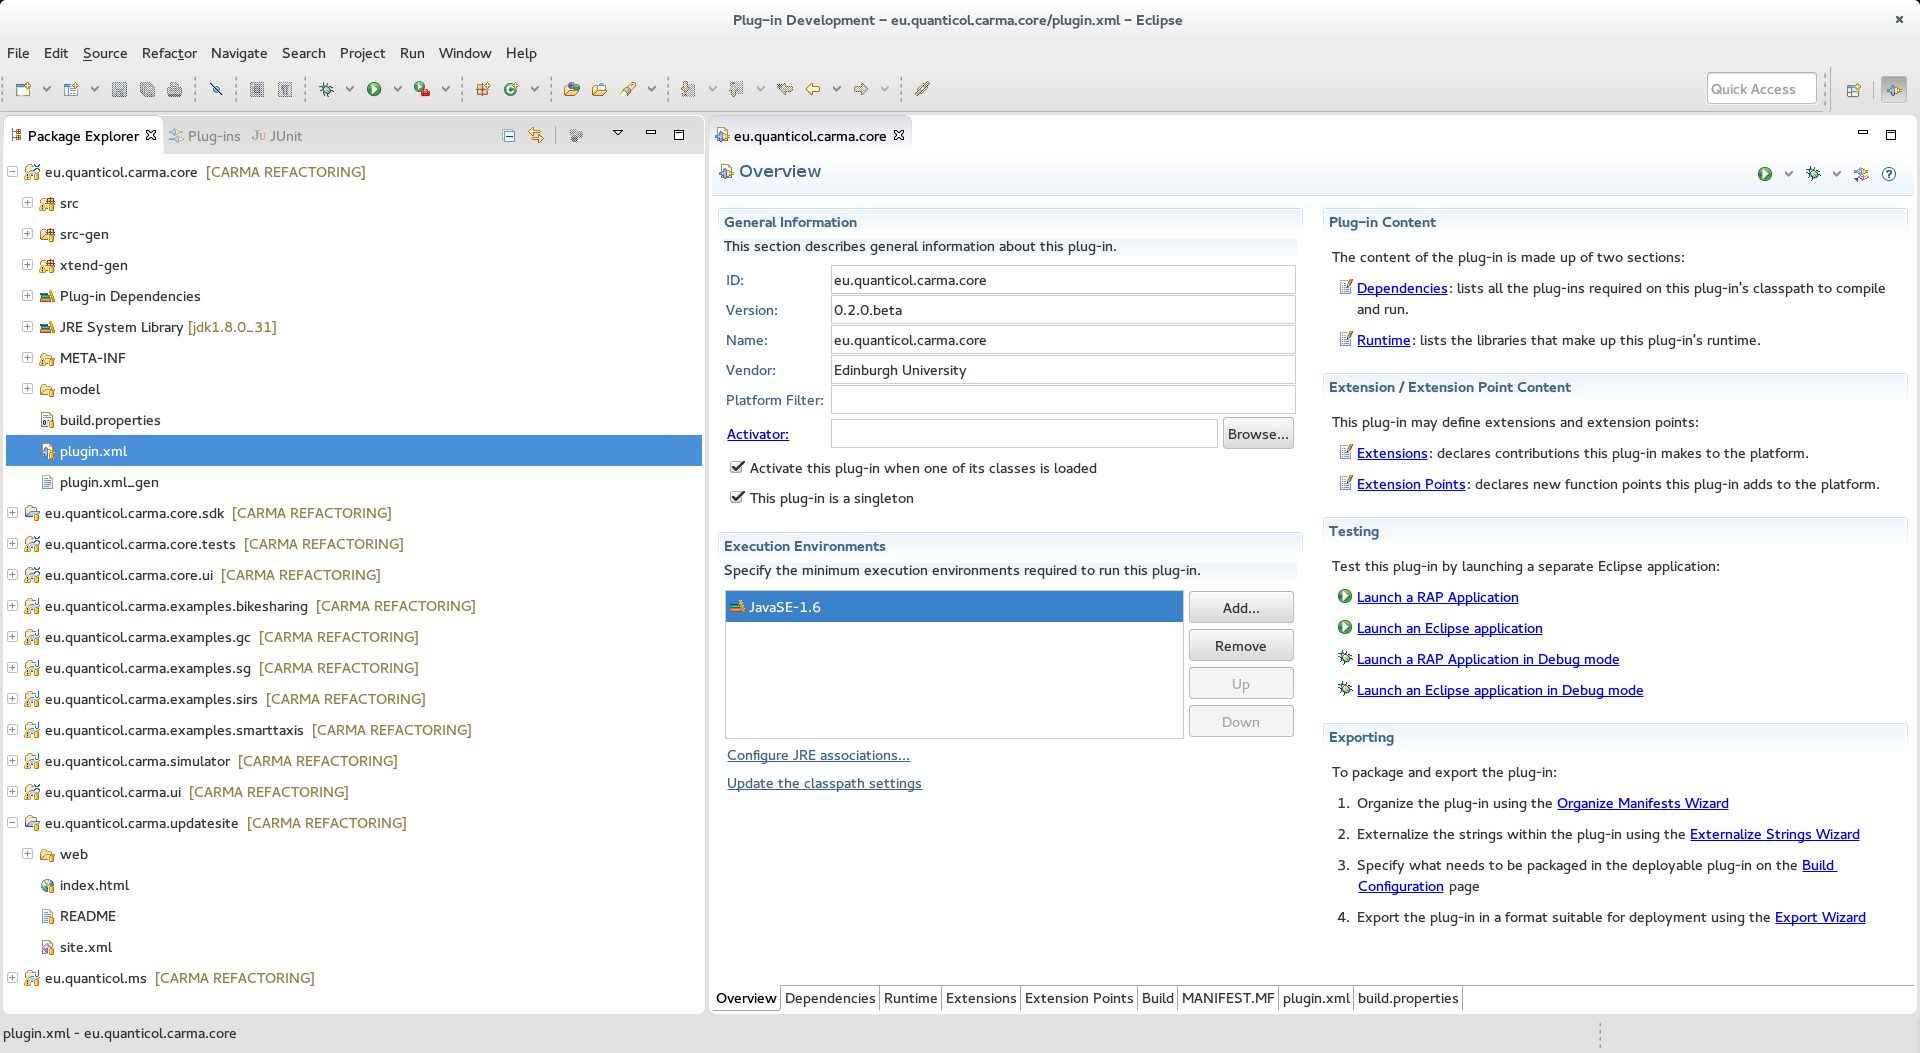 Plug-in Development - eu.quanticol.carma.core/plugin.xml - Eclipse
File Edit Source Refactor Navigate Search Project Run Window Help
Quick Access
Package Explorer Plug-ins JUnit
eu.quanticol.carma.core [CARMA REFACTORING]
src
src-gen
xtend-gen
Plug-in Dependencies
JRE System Library [jdk1.8.0_31]
META-INF
model
build.properties
plugin.xml
plugin.xml_gen
eu.quanticol.carma.core.sdk [CARMA REFACTORING]
eu.quanticol.carma.core.tests [CARMA REFACTORING]
eu.quanticol.carma.core.ui [CARMA REFACTORING]
eu.quanticol.carma.examples.bikesharing [CARMA REFACTORING]
eu.quanticol.carma.examples.gc [CARMA REFACTORING]
eu.quanticol.carma.examples.sg [CARMA REFACTORING]
eu.quanticol.carma.examples.sirs [CARMA REFACTORING]
eu.quanticol.carma.examples.smarttaxis [CARMA REFACTORING]
eu.quanticol.carma.simulator [CARMA REFACTORING]
eu.quanticol.carma.ui [CARMA REFACTORING]
eu.quanticol.carma.updatesite [CARMA REFACTORING]
web
index.html
README
site.xml
eu.quanticol.ms [CARMA REFACTORING]
eu.quanticol.carma.core
Overview
General Information
This section describes general information about this plug-in.
ID: eu.quanticol.carma.core
Version: 0.2.0.beta
Name: eu.quanticol.carma.core
Vendor: Edinburgh University
Platform Filter:
Activator: Browse...
Activate this plug-in when one of its classes is loaded
This plug-in is a singleton
Execution Environments
Specify the minimum execution environments required to run this plug-in.
JavaSE-1.6
Add...
Remove
Up
Down
Configure JRE associations...
Update the classpath settings
Plug-in Content
The content of the plug-in is made up of two sections:
Dependencies: lists all the plug-ins required on this plug-in's classpath to compile
and run.
Runtime: lists the libraries that make up this plug-in's runtime.
Extension / Extension Point Content
This plug-in may define extensions and extension points:
Extensions: declares contributions this plug-in makes to the platform.
Extension Points: declares new function points this plug-in adds to the platform.
Testing
Test this plug-in by launching a separate Eclipse application:
Launch a RAP Application
Launch an Eclipse application
Launch a RAP Application in Debug mode
Launch an Eclipse application in Debug mode
Exporting
To package and export the plug-in:
1. Organize the plug-in using the Organize Manifests Wizard
2. Externalize the strings within the plug-in using the Externalize Strings Wizard
3. Specify what needs to be packaged in the deployable plug-in on the Build
Configuration page
4. Export the plug-in in a format suitable for deployment using the Export Wizard
Overview Dependencies Runtime Extensions Extension Points Build MANIFEST.MF plugin.xml build.properties
plugin.xml - eu.quanticol.carma.core